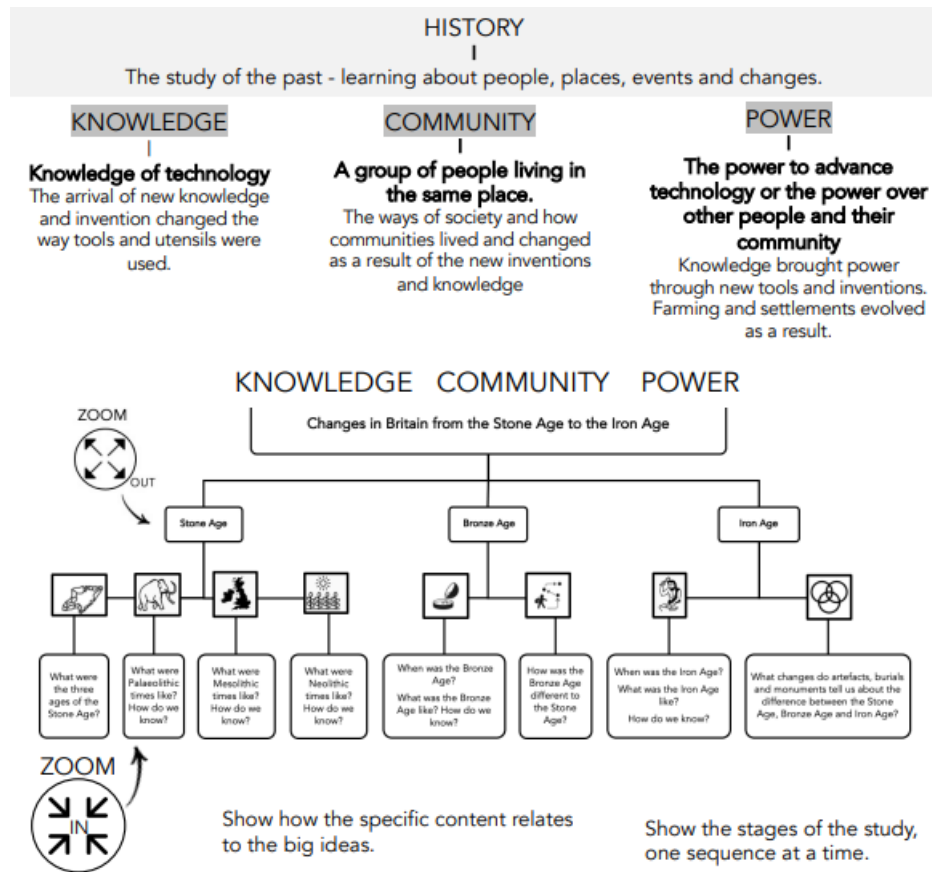 HISTORY
The study of the past - learning about people, places, events and changes.
KNOWLEDGE
Knowledge of technology
The arrival of new knowledge
and invention changed the
way tools and utensils were
used.
COMMUNITY
A group of people living in
the same place.
The ways of society and how
communities lived and changed
as a result of the new inventions
and knowledge
POWER
The power to advance
technology or the power over
other people and their
community
Knowledge brought power
through new tools and inventions.
Farming and settlements evolved
as a result.
KNOWLEDGE COMMUNITY POWER
Changes in Britain from the Stone Age to the Iron Age
ZOOM
OUT
Stone Age
Bronze Age
Iron Age
What were
the three
ages of the
Stone Age?
What were
Palaeolithic
times like?
How do we
know?
What were
Mesolithic
times like?
How do we
know?
What were
Neolithic
times like?
How do we
know?
When was the Bronze
Age?
What was the Bronze
Age like? How do we
know?
How was the
Bronze Age
different to
the Stone
Age?
When was the Iron Age?
What was the Iron Age
like?
How do we know?
What changes do artefacts, burials
and monuments tell us about the
difference between the Stone
Age, Bronze Age and Iron Age?
ZOOM
IN
Show how the specific content relates
to the big ideas.
Show the stages of the study,
one sequence at a time.